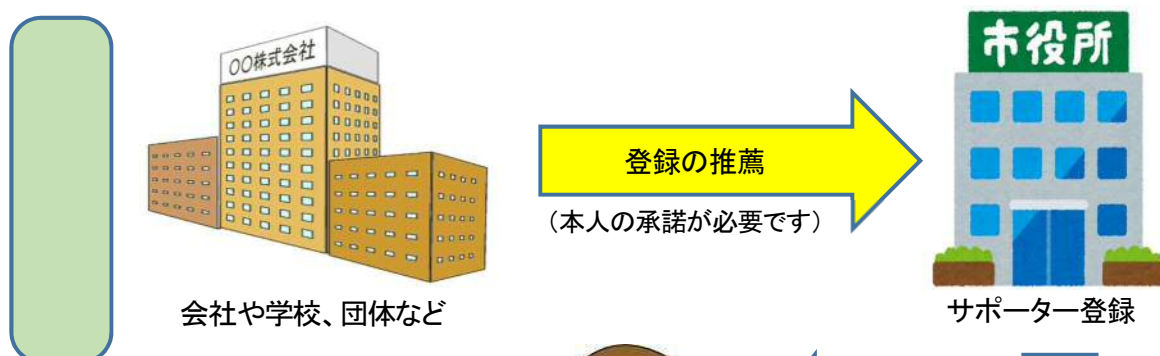 〇〇株式会社
市役所
登録の推薦
（本人の承諾が必要です）
会社や学校、団体など
サポーター登録